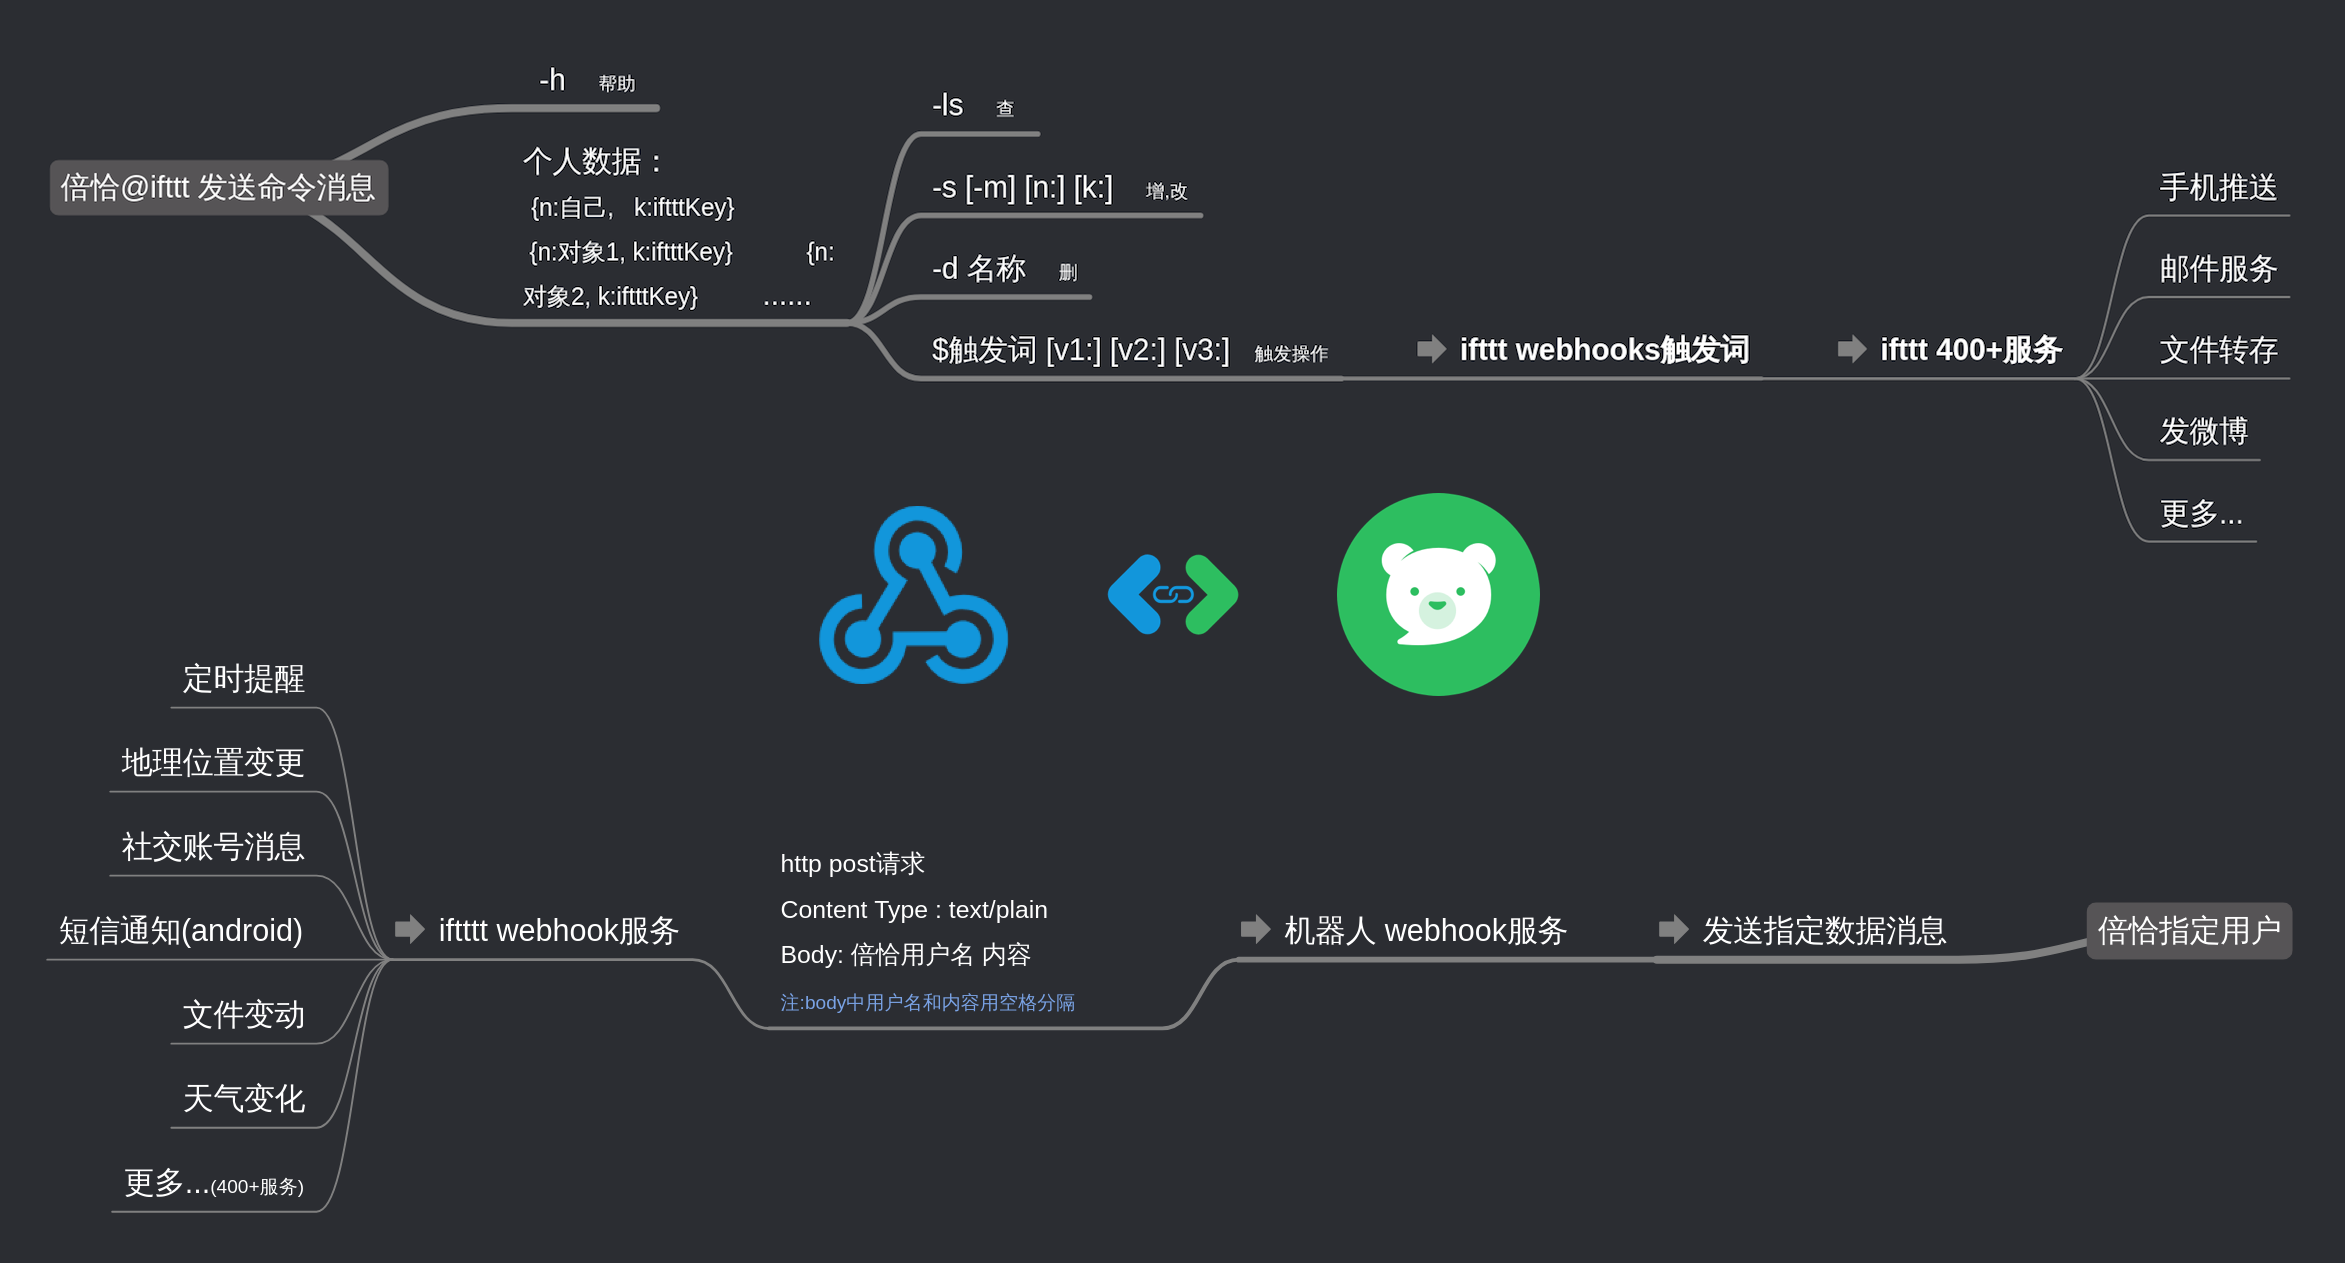 -h 帮助
倍恰@ifttt 发送命令消息
个人数据：
{n:自己, k:iftttKey}
{n:对象1, k:iftttKey} {n:
对象2, k:iftttKey} ......
-ls 查
-s [-m] [n:] [k:] 增,改
-d 名称 删
$触发词 [v1:] [v2:] [v3:] 触发操作
ifttt webhooks触发词
ifttt 400+服务
手机推送
邮件服务
文件转存
发微博
更多...
定时提醒
地理位置变更
社交账号消息
短信通知(android)
文件变动
天气变化
更多...(400+服务)
ifttt webhook服务
http post请求
Content Type : text/plain
Body: 倍恰用户名 内容
注:body中用户名和内容用空格分隔
机器人 webhook服务
发送指定数据消息
倍恰指定用户